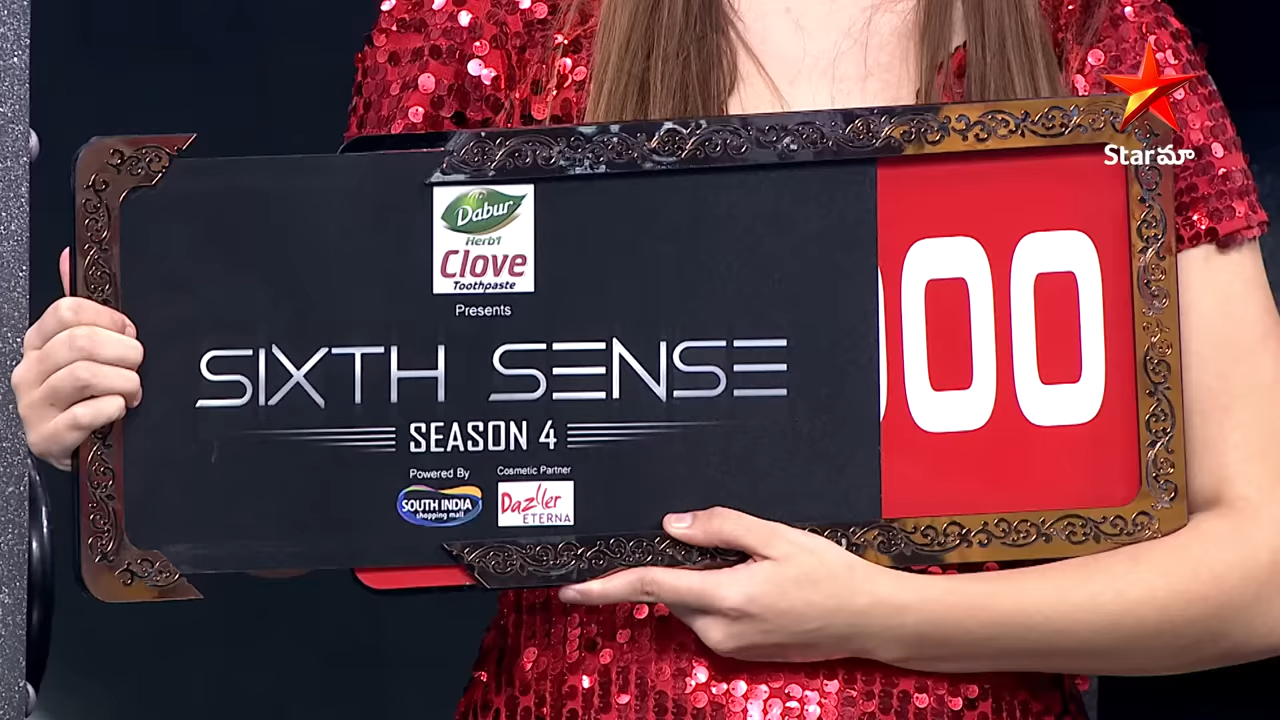 Starమా
Dabur
Herb'l
Clove
Toothpaste
Presents
SIXTH SENSE
SEASON 4
00
Powered By
Cosmetic Partner
SOUTH INDIA
shopping mall
Dazller
ETERNA